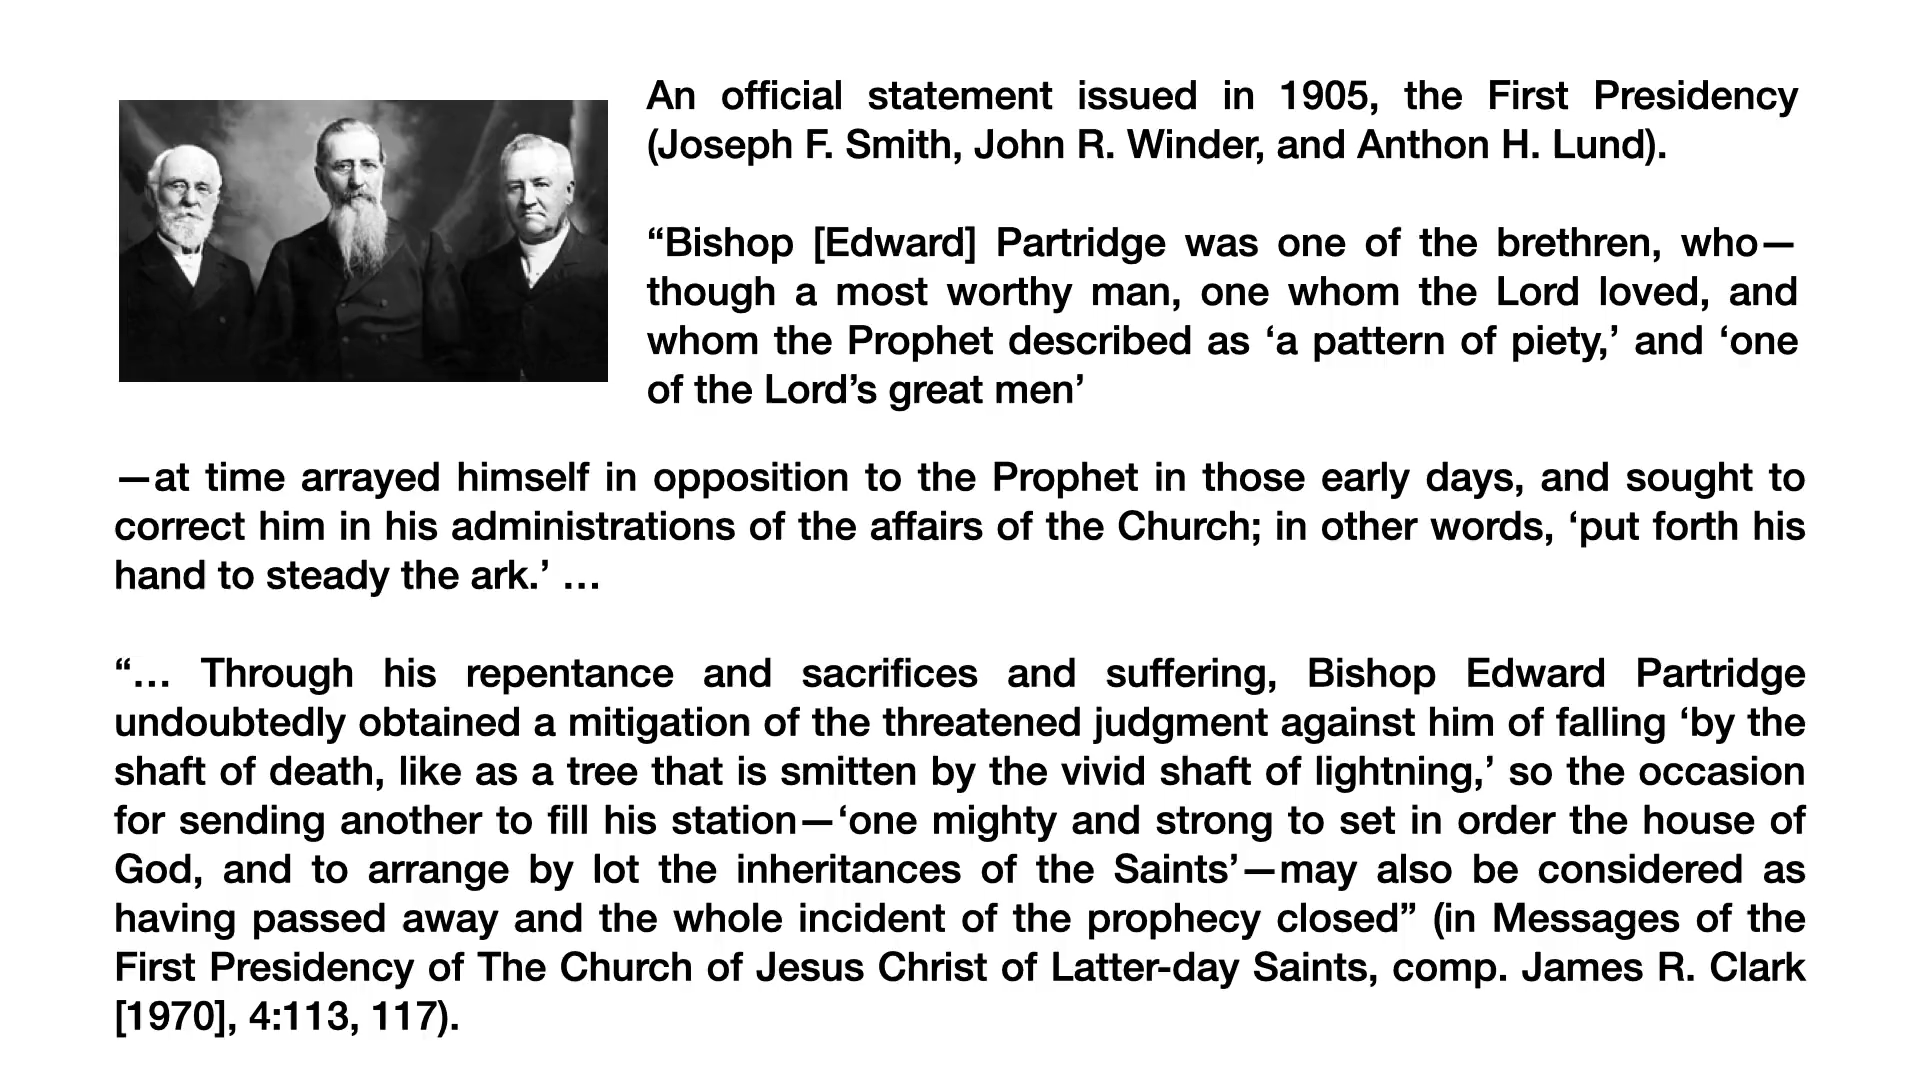 An official statement issued in 1905, the First Presidency
(Joseph F. Smith, John R. Winder, and Anthon H. Lund).
“Bishop [Edward] Partridge was one of the brethren, who—
though a most worthy man, one whom the Lord loved, and
whom the Prophet described as ‘a pattern of piety,’ and ‘one
of the Lord’s great men’
—at time arrayed himself in opposition to the Prophet in those early days, and sought to
correct him in his administrations of the affairs of the Church; in other words, ‘put forth his
hand to steady the ark.’ …
“… Through his repentance and sacrifices and suffering, Bishop Edward Partridge
undoubtedly obtained a mitigation of the threatened judgment against him of falling ‘by the
shaft of death, like as a tree that is smitten by the vivid shaft of lightning,’ so the occasion
for sending another to fill his station—‘one mighty and strong to set in order the house of
God, and to arrange by lot the inheritances of the Saints’—may also be considered as
having passed away and the whole incident of the prophecy closed” (in Messages of the
First Presidency of The Church of Jesus Christ of Latter-day Saints, comp. James R. Clark
[1970], 4:113, 117).